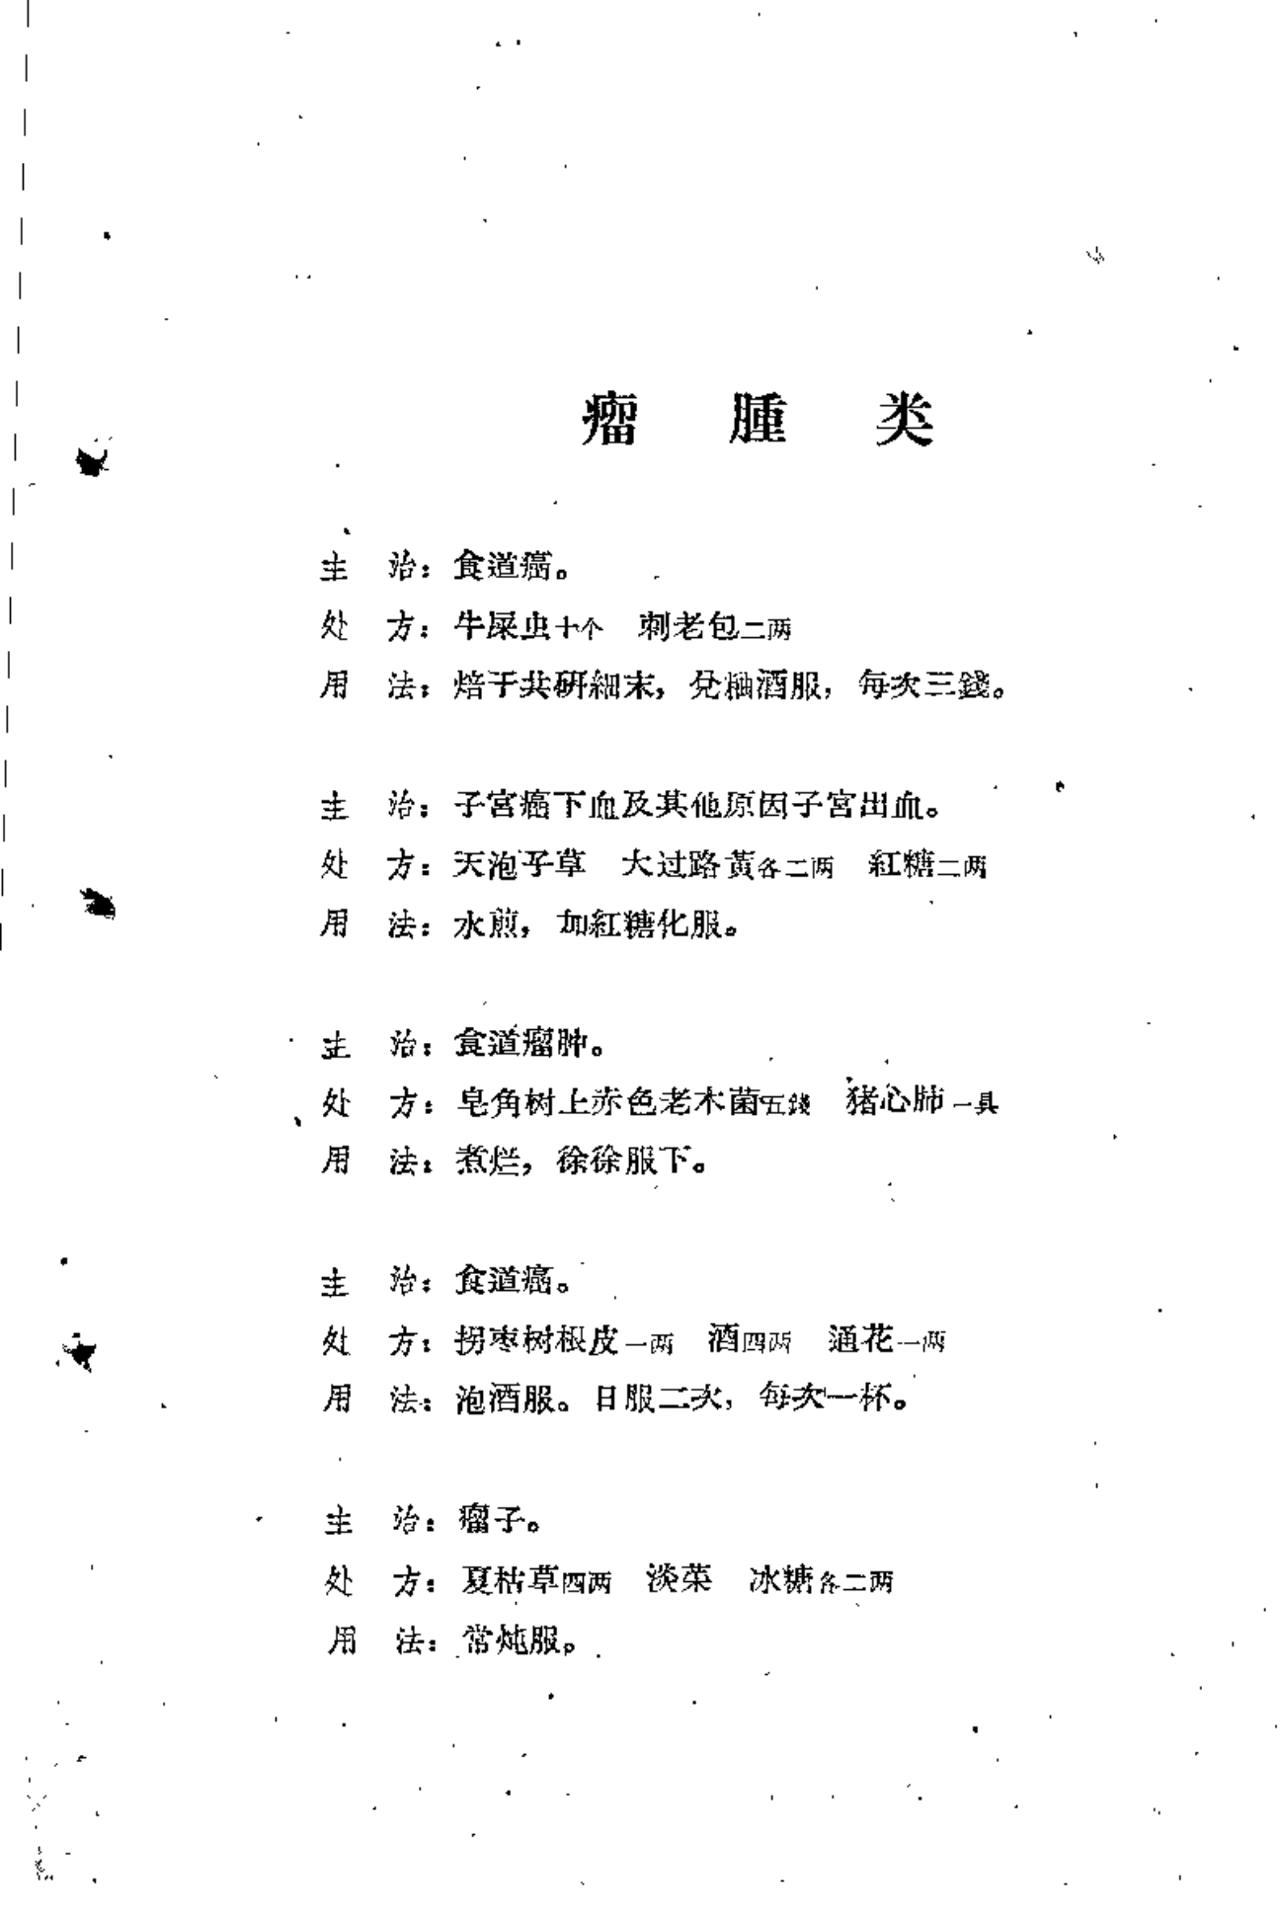 瘤腫类
主治：食道癌。
处方：牛屎虫十个 刺老包二两
用法：焙干共研細末，兑秞酒服，每次三錢。
主治：子宮癌下血及其他原因子宮出血。
处方：天泡子草 大过路黃各二两 紅糖二两
用法：水煎，加紅糖化服。
主治：食道瘤肿。
处方：皂角树上赤色老木菌五錢 豬心肺一具
用法：煮烂，徐徐服下。
主治：食道癌。
处方：拐枣树根皮一两 酒四两 通花一两
用法：泡酒服。日服二次，每次一杯。
主治：瘤子。
处方：夏枯草四两 淡菜 冰糖各二两
用法：常炖服。